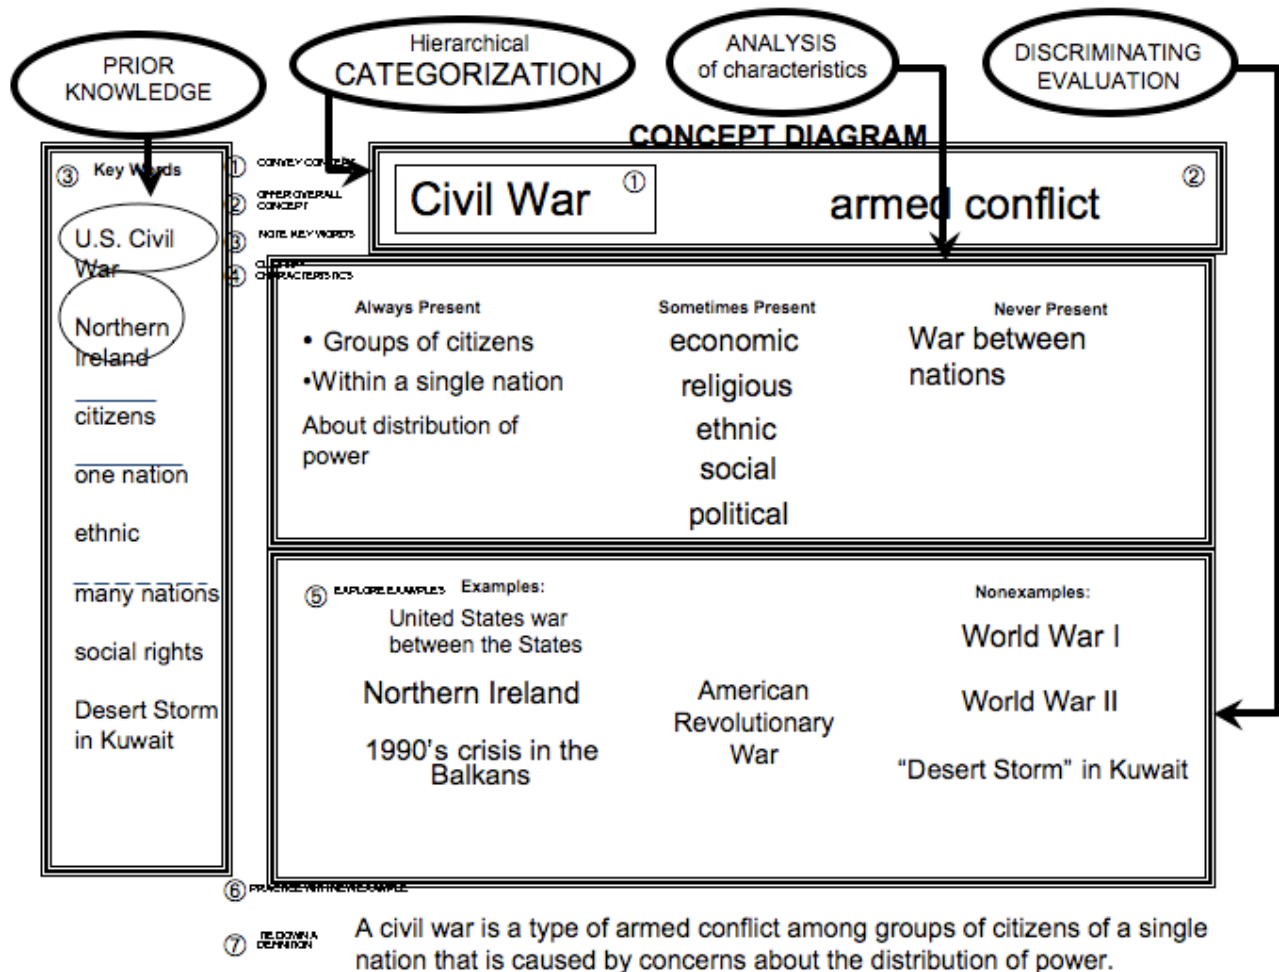 PRIOR
KNOWLEDGE
Hierarchical
CATEGORIZATION
ANALYSIS
of characteristics
DISCRIMINATING
EVALUATION
CONCEPT DIAGRAM
③ Key Words
U.S. Civil
War
Northern
Ireland
citizens
one nation
ethnic
many nations
social rights
Desert Storm
in Kuwait
① CONVEY CONCEPT
② OFFER OVERALL
CONCEPT
③ NOTE KEY WORDS
④
CHARACTERISTICS
Civil War ①
armed conflict ②
Always Present
• Groups of citizens
•Within a single nation
About distribution of
power
Sometimes Present
economic
religious
ethnic
social
political
Never Present
War between
nations
⑤ EXPLORE EXAMPLES Examples:
United States war
between the States
Northern Ireland
1990's crisis in the
Balkans
American
Revolutionary
War
Nonexamples:
World War I
World War II
“Desert Storm” in Kuwait
⑥ PRACTICE WITH NEW EXAMPLE
⑦ TIE DOWN A
DEFINITION
A civil war is a type of armed conflict among groups of citizens of a single
nation that is caused by concerns about the distribution of power.